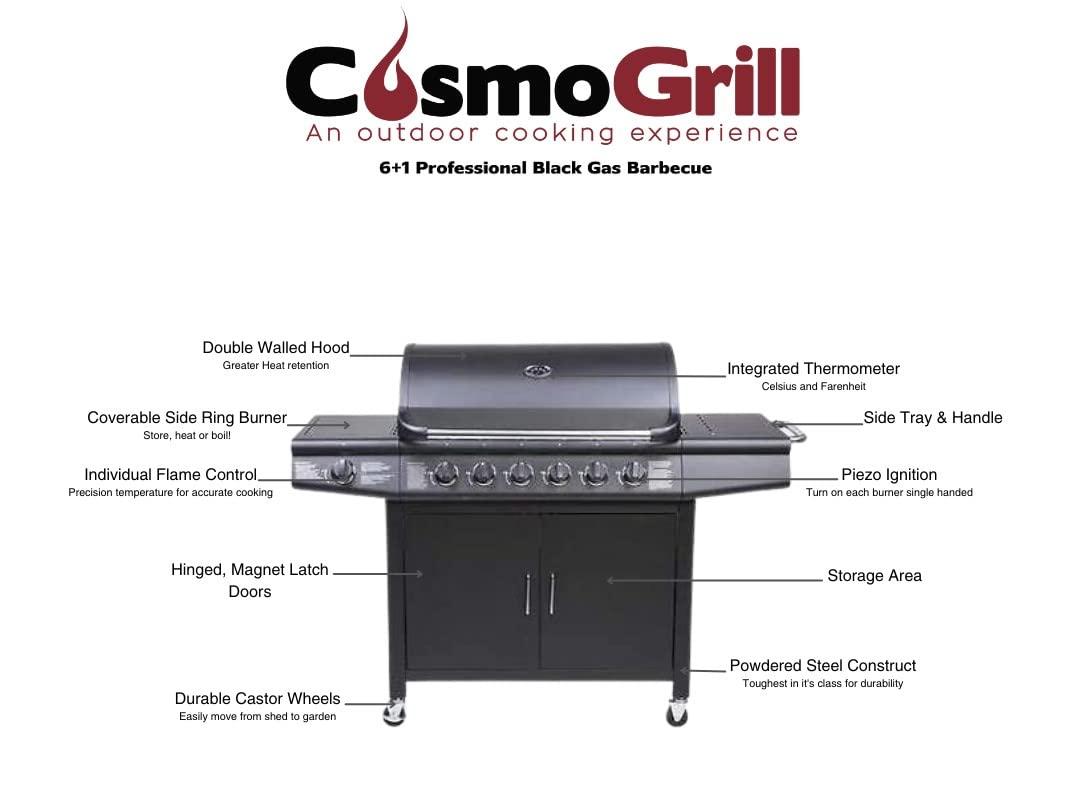 CosmoGrill
An outdoor cooking experience
6+1 Professional Black Gas Barbecue
Double Walled Hood
Greater Heat retention
Integrated Thermometer
Celsius and Farenheit
Coverable Side Ring Burner
Store, heat or boil!
Side Tray & Handle
Individual Flame Control
Precision temperature for accurate cooking
Piezo Ignition
Turn on each burner single handed
Hinged, Magnet Latch
Doors
Storage Area
Powdered Steel Construct
Toughest in it's class for durability
Durable Castor Wheels
Easily move from shed to garden